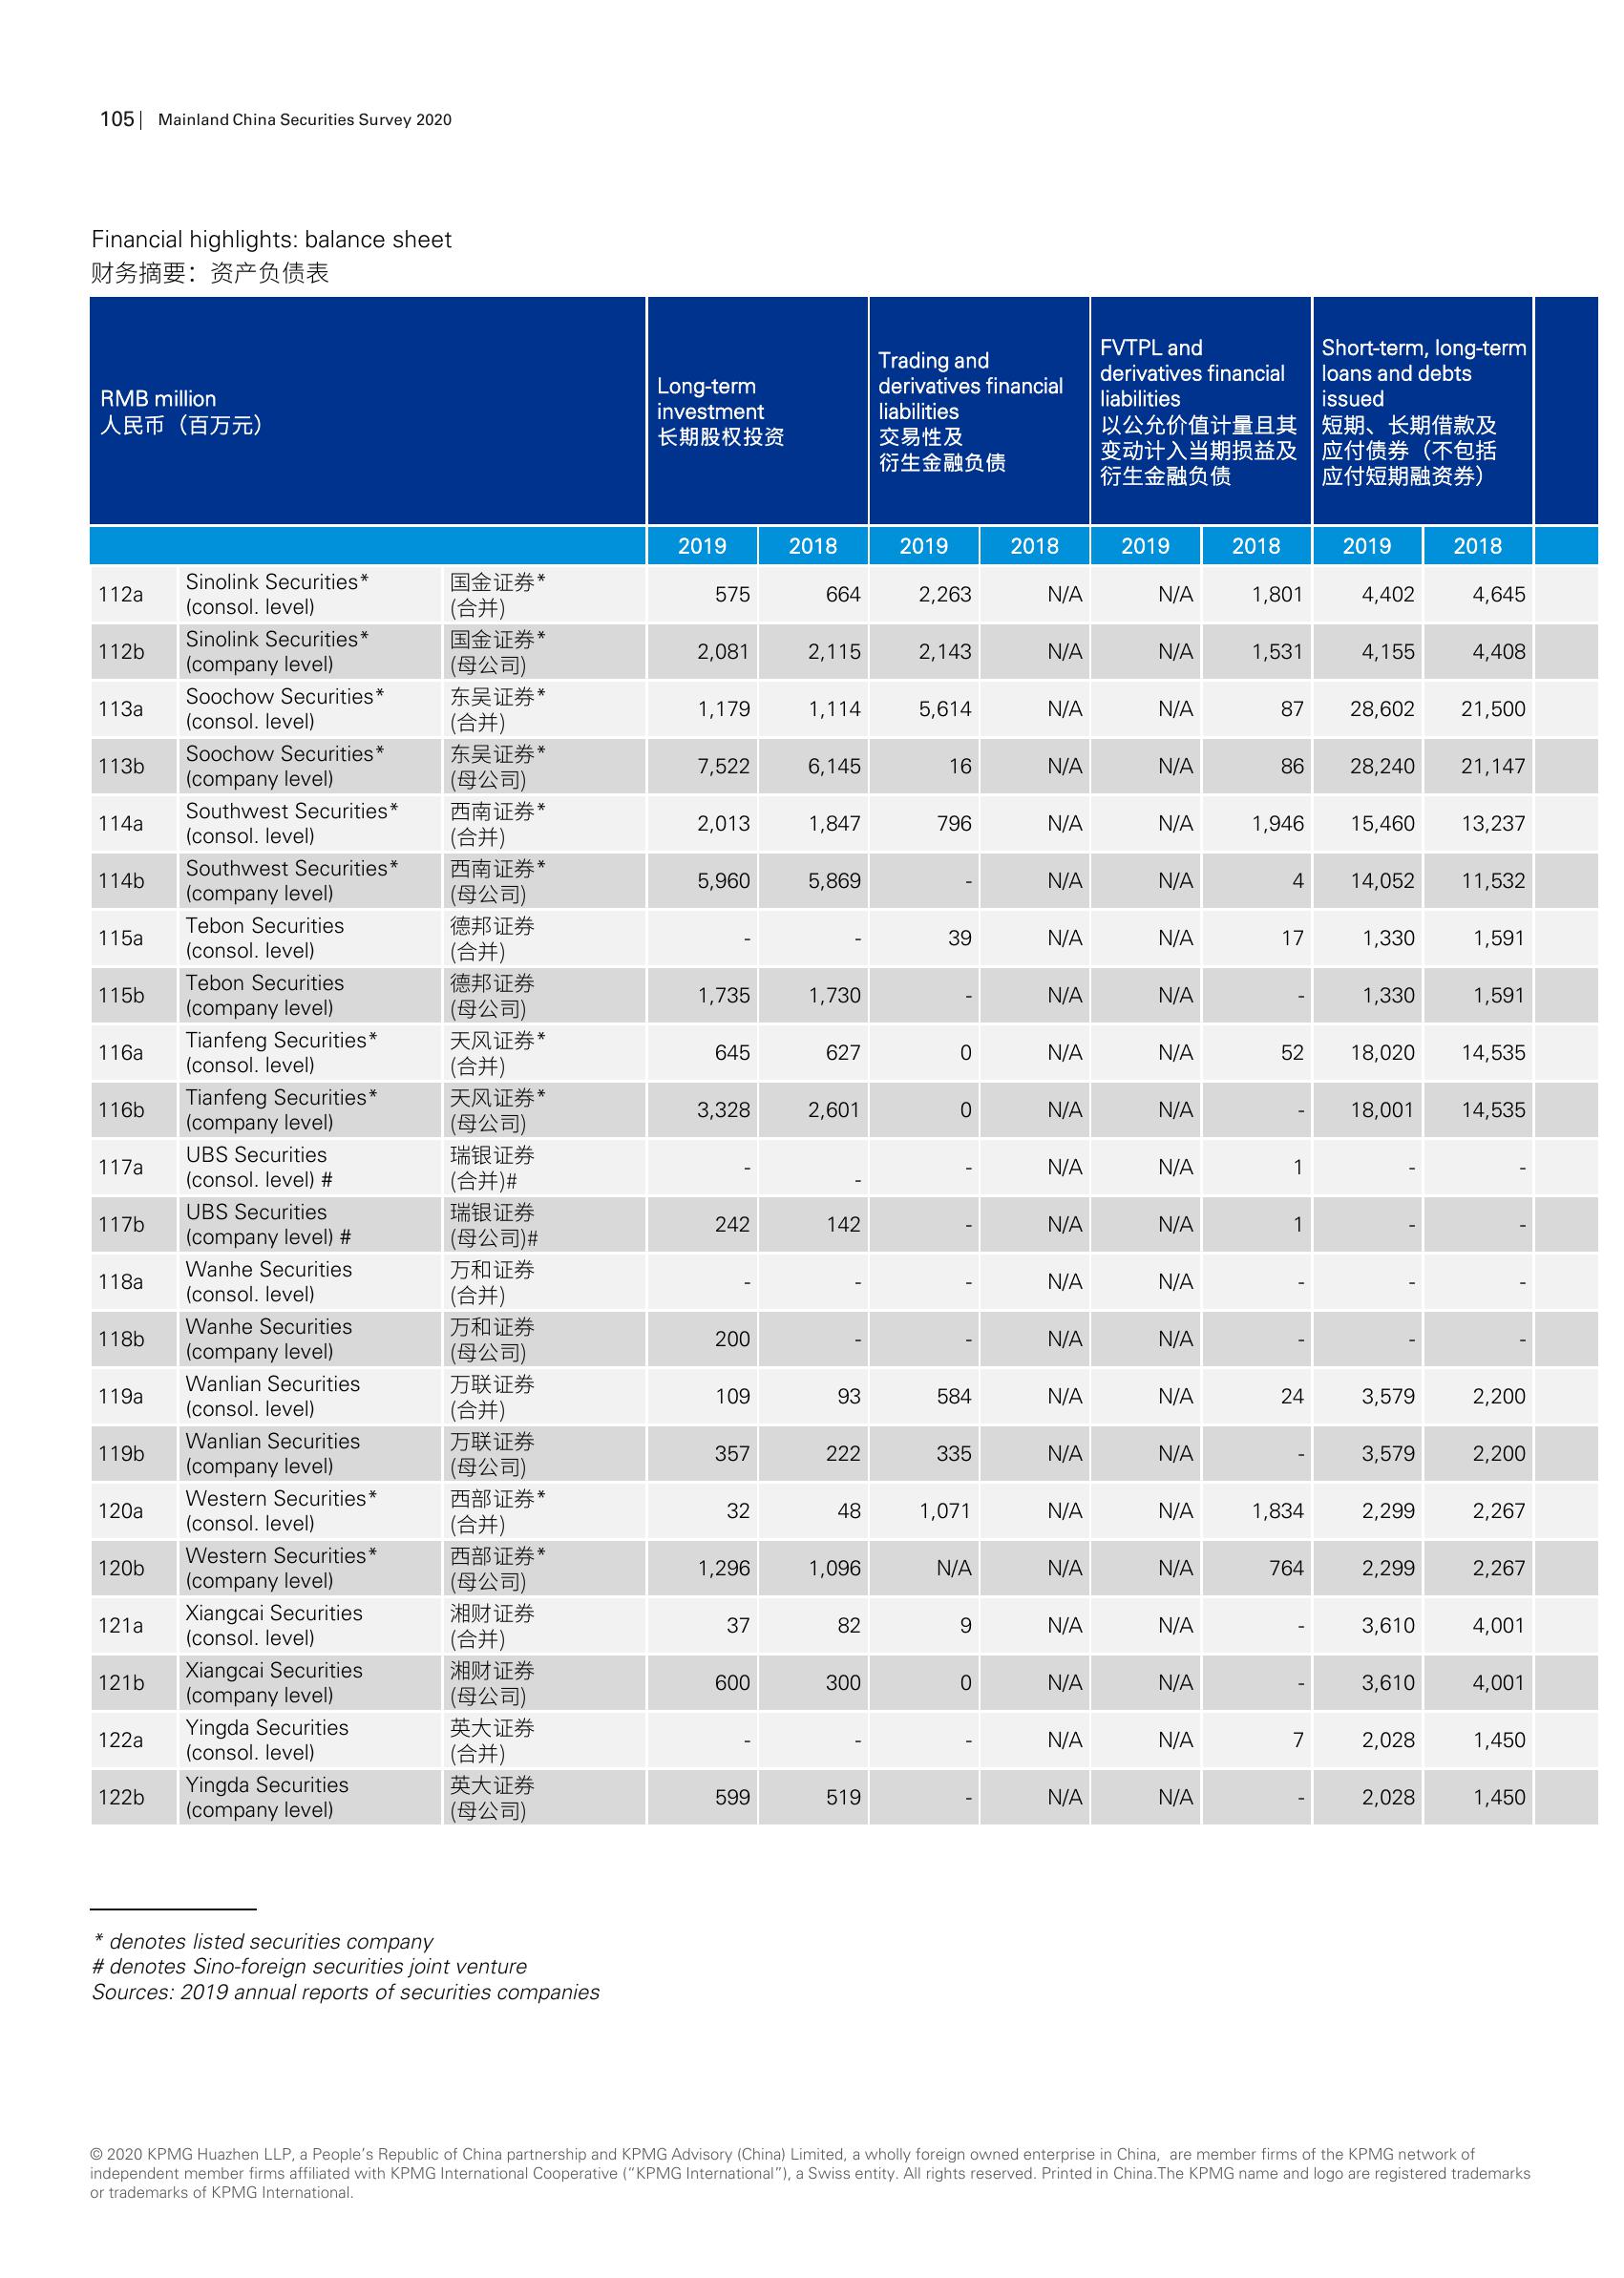 105 | Mainland China Securities Survey 2020
Financial highlights: balance sheet
财务摘要：资产负债表
RMB million
人民币（百万元）
Long-term
investment
长期股权投资
Trading and
derivatives financial
liabilities
交易性及
衍生金融负债
FVTPL and
derivatives financial
liabilities
以公允价值计量且其
变动计入当期损益及
衍生金融负债
Short-term, long-term
loans and debts
issued
短期、长期借款及
应付债券（不包括
应付短期融资券）
2019 2018 2019 2018 2019 2018 2019 2018
112a Sinolink Securities* (consol. level) 国金证券* (合并) 575 664 2,263 N/A N/A 1,801 4,402 4,645
112b Sinolink Securities* (company level) 国金证券* (母公司) 2,081 2,115 2,143 N/A N/A 1,531 4,155 4,408
113a Soochow Securities* (consol. level) 东吴证券* (合并) 1,179 1,114 5,614 N/A N/A 87 28,602 21,500
113b Soochow Securities* (company level) 东吴证券* (母公司) 7,522 6,145 16 N/A N/A 86 28,240 21,147
114a Southwest Securities* (consol. level) 西南证券* (合并) 2,013 1,847 796 N/A N/A 1,946 15,460 13,237
114b Southwest Securities* (company level) 西南证券* (母公司) 5,960 5,869 - N/A N/A 4 14,052 11,532
115a Tebon Securities (consol. level) 德邦证券 (合并) - - 39 N/A N/A 17 1,330 1,591
115b Tebon Securities (company level) 德邦证券 (母公司) 1,735 1,730 - N/A N/A - 1,330 1,591
116a Tianfeng Securities* (consol. level) 天风证券* (合并) 645 627 0 N/A N/A 52 18,020 14,535
116b Tianfeng Securities* (company level) 天风证券* (母公司) 3,328 2,601 0 N/A N/A - 18,001 14,535
117a UBS Securities (consol. level) # 瑞银证券 (合并)# - - - N/A N/A 1 - -
117b UBS Securities (company level) # 瑞银证券 (母公司)# 242 142 - N/A N/A 1 - -
118a Wanhe Securities (consol. level) 万和证券 (合并) - - - N/A N/A - - -
118b Wanhe Securities (company level) 万和证券 (母公司) 200 - - N/A N/A - - -
119a Wanlian Securities (consol. level) 万联证券 (合并) 109 93 584 N/A N/A 24 3,579 2,200
119b Wanlian Securities (company level) 万联证券 (母公司) 357 222 335 N/A N/A - 3,579 2,200
120a Western Securities* (consol. level) 西部证券* (合并) 32 48 1,071 N/A N/A 1,834 2,299 2,267
120b Western Securities* (company level) 西部证券* (母公司) 1,296 1,096 N/A N/A N/A 764 2,299 2,267
121a Xiangcai Securities (consol. level) 湘财证券 (合并) 37 82 9 N/A N/A - 3,610 4,001
121b Xiangcai Securities (company level) 湘财证券 (母公司) 600 300 0 N/A N/A - 3,610 4,001
122a Yingda Securities (consol. level) 英大证券 (合并) - - - N/A N/A 7 2,028 1,450
122b Yingda Securities (company level) 英大证券 (母公司) 599 519 - N/A N/A - 2,028 1,450
* denotes listed securities company
# denotes Sino-foreign securities joint venture
Sources: 2019 annual reports of securities companies
© 2020 KPMG Huazhen LLP, a People’s Republic of China partnership and KPMG Advisory (China) Limited, a wholly foreign owned enterprise in China, are member firms of the KPMG network of
independent member firms affiliated with KPMG International Cooperative (“KPMG International”), a Swiss entity. All rights reserved. Printed in China.The KPMG name and logo are registered trademarks
or trademarks of KPMG International.